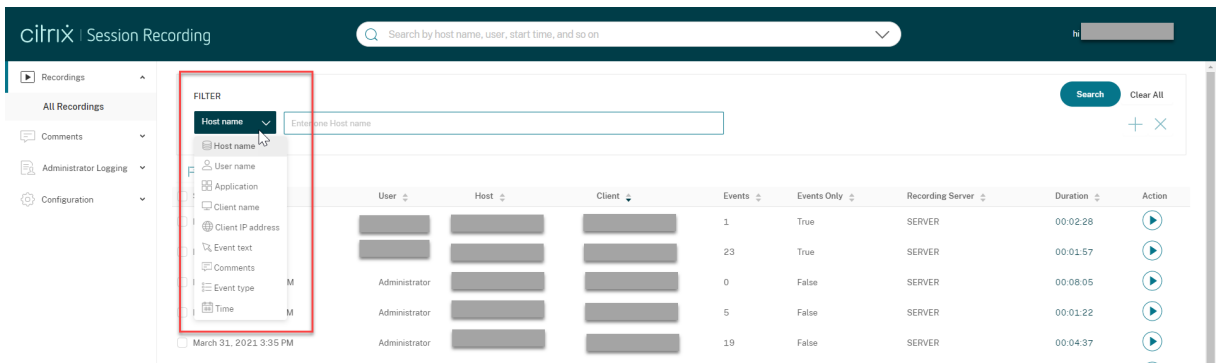 citrix | Session Recording
Search by host name, user, start time, and so on
hi
Recordings
All Recordings
Comments
Administrator Logging
Configuration
FILTER
Search
Clear All
Host name
Enter one Host name
Host name
User name
Application
Client name
Client IP address
Event text
Comments
Event type
Time
User Host Client Events Events Only Recording Server Duration Action
1 True SERVER 00:02:28
23 True SERVER 00:01:57
M Administrator 0 False SERVER 00:08:05
M Administrator 5 False SERVER 00:01:22
March 31, 2021 3:35 PM Administrator 19 False SERVER 00:04:37